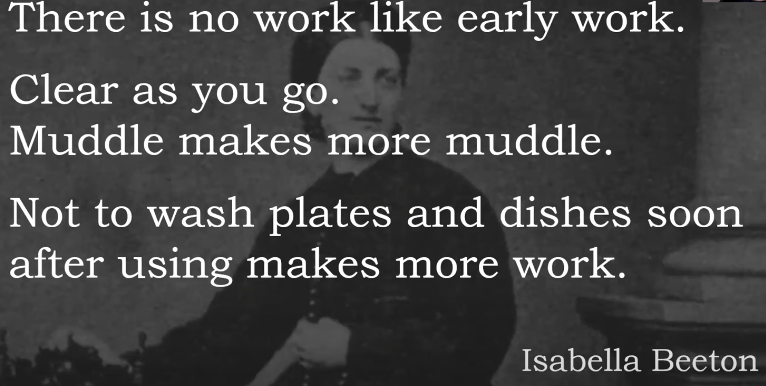 There is no work like early work.
Clear as you go.
Muddle makes more muddle.
Not to wash plates and dishes soon
after using makes more work.
Isabella Beeton